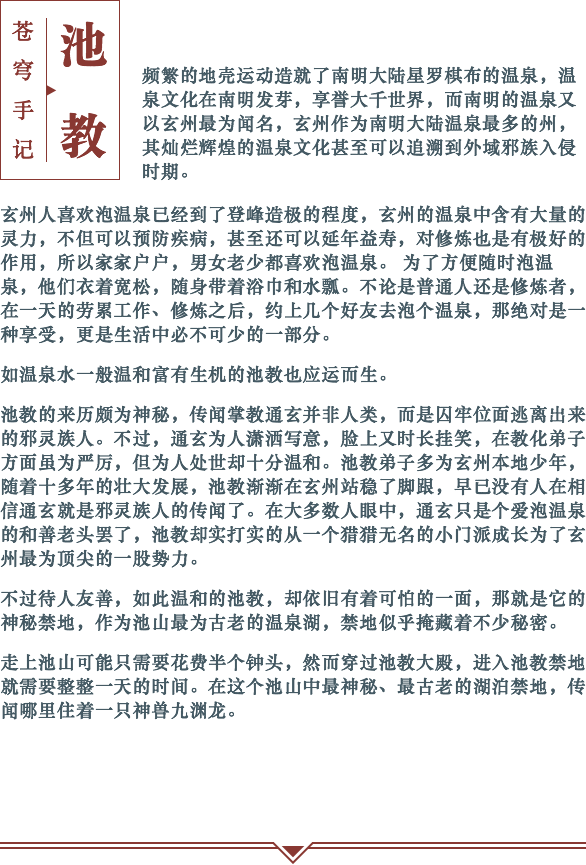 苍穹手记
池教
频繁的地壳运动造就了南明大陆星罗棋布的温泉，温
泉文化在南明发芽，享誉大千世界，而南明的温泉又
以玄州最为闻名，玄州作为南明大陆温泉最多的州，
其灿烂辉煌的温泉文化甚至可以追溯到外域邪族入侵
时期。
玄州人喜欢泡温泉已经到了登峰造极的程度，玄州的温泉中含有大量的
灵力，不但可以预防疾病，甚至还可以延年益寿，对修炼也是有极好的
作用，所以家家户户，男女老少都喜欢泡温泉。 为了方便随时泡温
泉，他们衣着宽松，随身带着浴巾和水瓢。不论是普通人还是修炼者，
在一天的劳累工作、修炼之后，约上几个好友去泡个温泉，那绝对是一
种享受，更是生活中必不可少的一部分。
如温泉水一般温和富有生机的池教也应运而生。
池教的来历颇为神秘，传闻掌教通玄并非人类，而是囚牢位面逃离出来
的邪灵族人。不过，通玄为人潇洒写意，脸上又时长挂笑，在教化弟子
方面虽为严厉，但为人处世却十分温和。池教弟子多为玄州本地少年，
随着十多年的壮大发展，池教渐渐在玄州站稳了脚跟，早已没有人在相
信通玄就是邪灵族人的传闻了。在大多数人眼中，通玄只是个爱泡温泉
的和善老头罢了，池教却实打实的从一个猎猎无名的小门派成长为了玄
州最为顶尖的一股势力。
不过待人友善，如此温和的池教，却依旧有着可怕的一面，那就是它的
神秘禁地，作为池山最为古老的温泉湖，禁地似乎掩藏着不少秘密。
走上池山可能只需要花费半个钟头，然而穿过池教大殿，进入池教禁地
就需要整整一天的时间。在这个池山中最神秘、最古老的湖泊禁地，传
闻哪里住着一只神兽九渊龙。